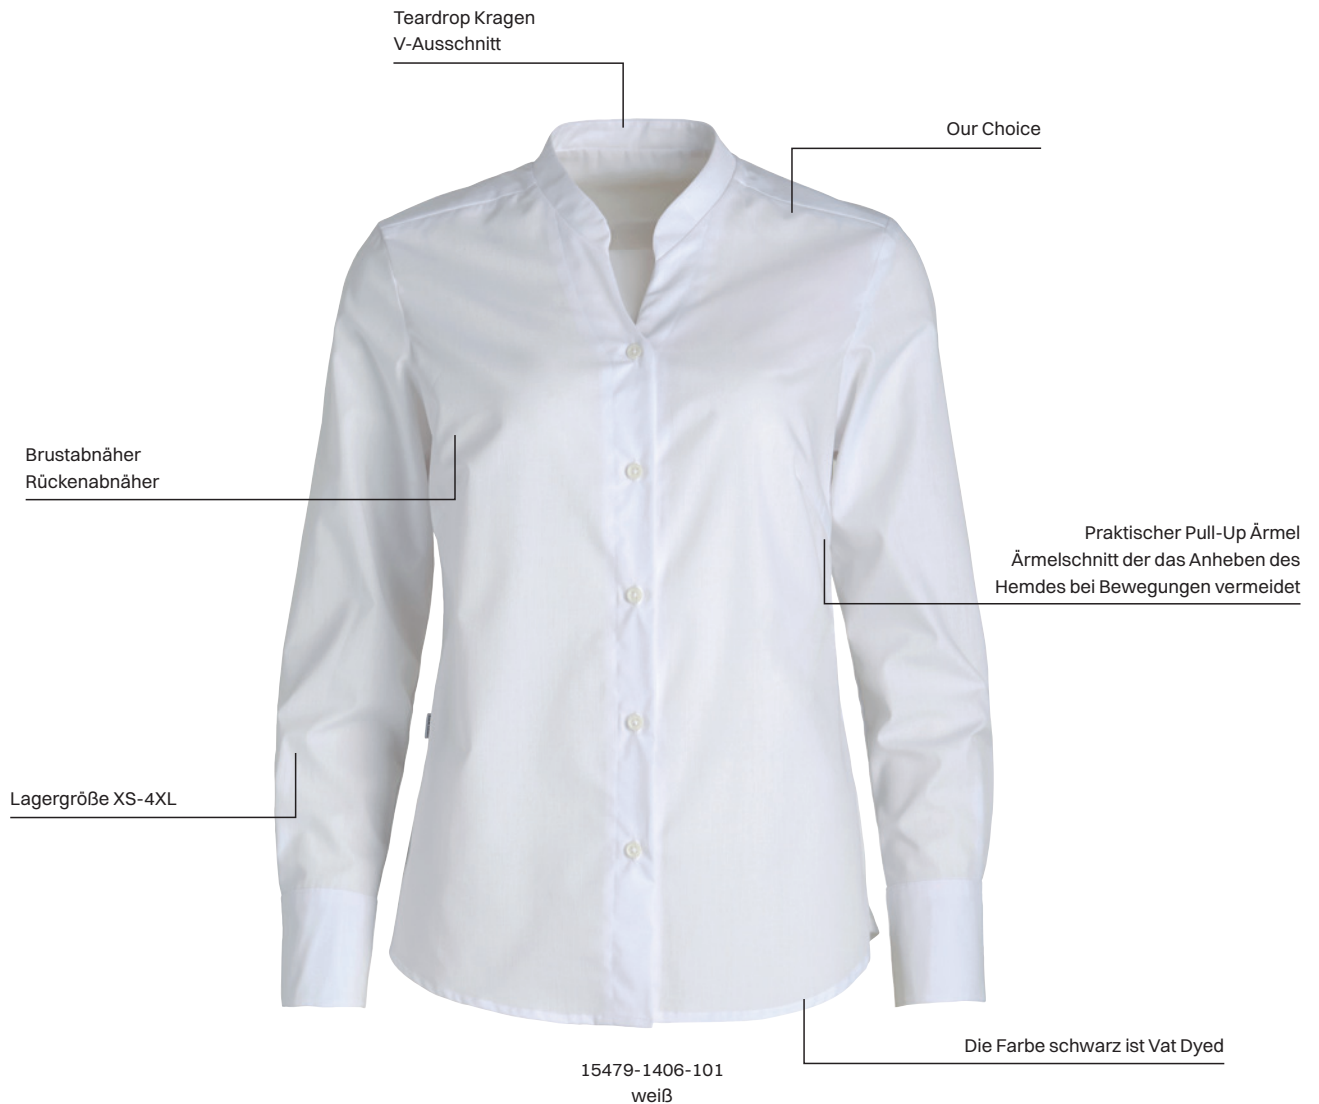 Teardrop Kragen
V-Ausschnitt
Our Choice
Brustabnäher
Rückenabnäher
Praktischer Pull-Up Ärmel
Ärmelschnitt der das Anheben des
Hemdes bei Bewegungen vermeidet
Lagergröße XS-4XL
Die Farbe schwarz ist Vat Dyed
15479-1406-101
weiß